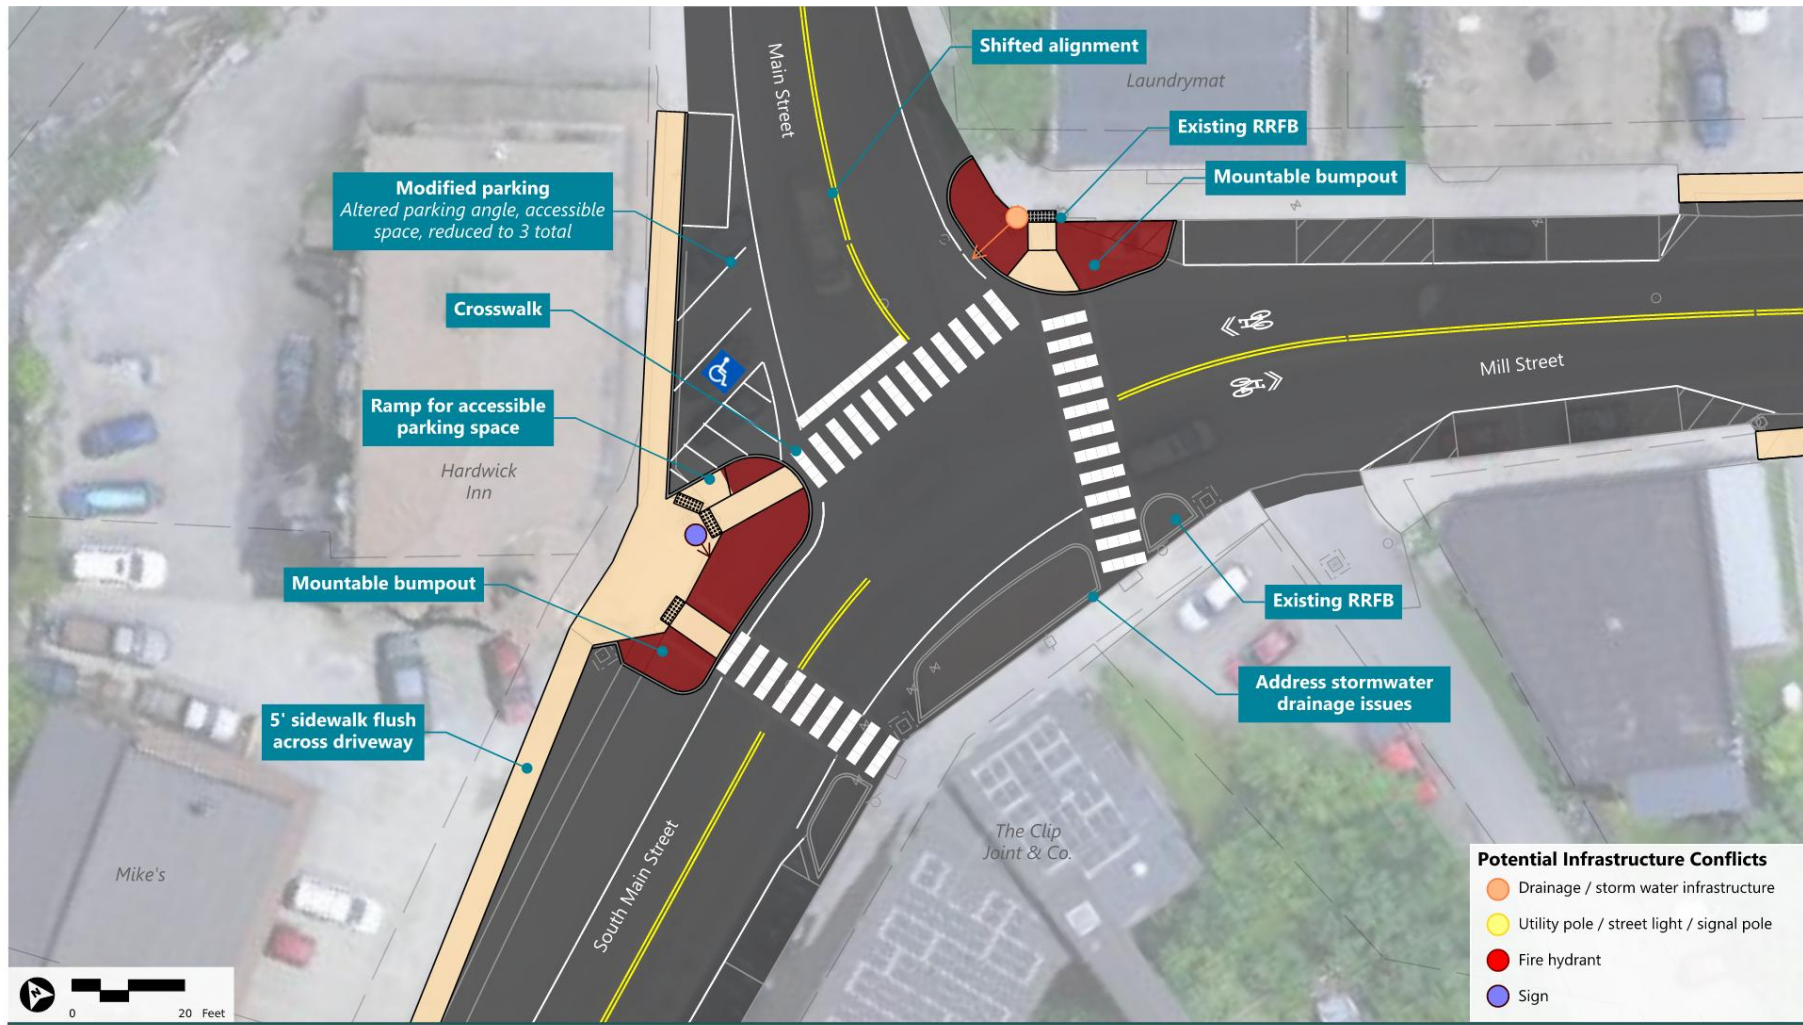 Main Street
Shifted alignment
Laundrymat
Existing RRFB
Mountable bumpout
Modified parking
Altered parking angle, accessible
space, reduced to 3 total
Crosswalk
Ramp for accessible
parking space
Hardwick
Inn
Mill Street
Mountable bumpout
Existing RRFB
Address stormwater
drainage issues
5' sidewalk flush
across driveway
South Main Street
The Clip
Joint & Co.
Mike's
Potential Infrastructure Conflicts
Drainage / storm water infrastructure
Utility pole / street light / signal pole
Fire hydrant
Sign
N
0 20 Feet